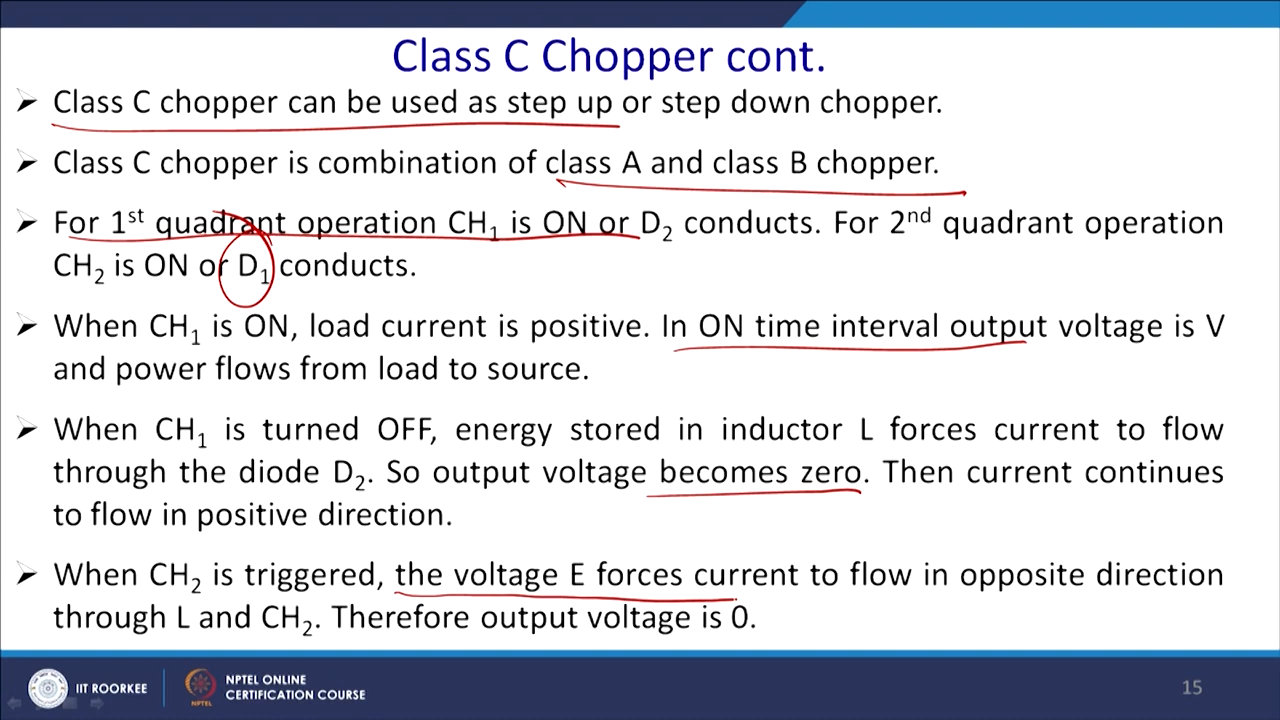 Class C Chopper cont.
➢ Class C chopper can be used as step up or step down chopper.
➢ Class C chopper is combination of class A and class B chopper.
➢ For 1st quadrant operation CH1 is ON or D2 conducts. For 2nd quadrant operation
CH2 is ON or D1 conducts.
➢ When CH1 is ON, load current is positive. In ON time interval output voltage is V
and power flows from load to source.
➢ When CH1 is turned OFF, energy stored in inductor L forces current to flow
through the diode D2. So output voltage becomes zero. Then current continues
to flow in positive direction.
➢ When CH2 is triggered, the voltage E forces current to flow in opposite direction
through L and CH2. Therefore output voltage is 0.
IIT ROORKEE
NPTEL
NPTEL ONLINE
CERTIFICATION COURSE
15